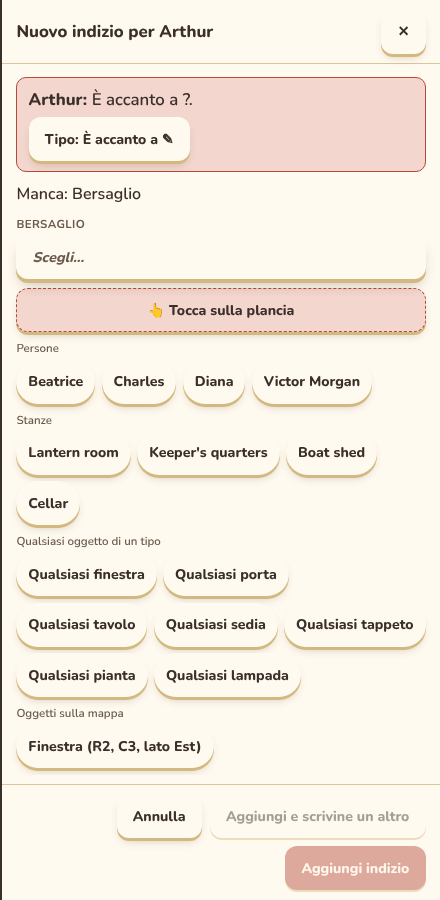 Nuovo indizio per Arthur
×
Arthur: È accanto a ?.
Tipo: È accanto a ✎
Manca: Bersaglio
BERSAGLIO
Scegli…
👆 Tocca sulla plancia
Persone
Beatrice Charles Diana Victor Morgan
Stanze
Lantern room Keeper's quarters Boat shed
Cellar
Qualsiasi oggetto di un tipo
Qualsiasi finestra Qualsiasi porta
Qualsiasi tavolo Qualsiasi sedia Qualsiasi tappeto
Qualsiasi pianta Qualsiasi lampada
Oggetti sulla mappa
Finestra (R2, C3, lato Est)
Annulla Aggiungi e scrivine un altro
Aggiungi indizio